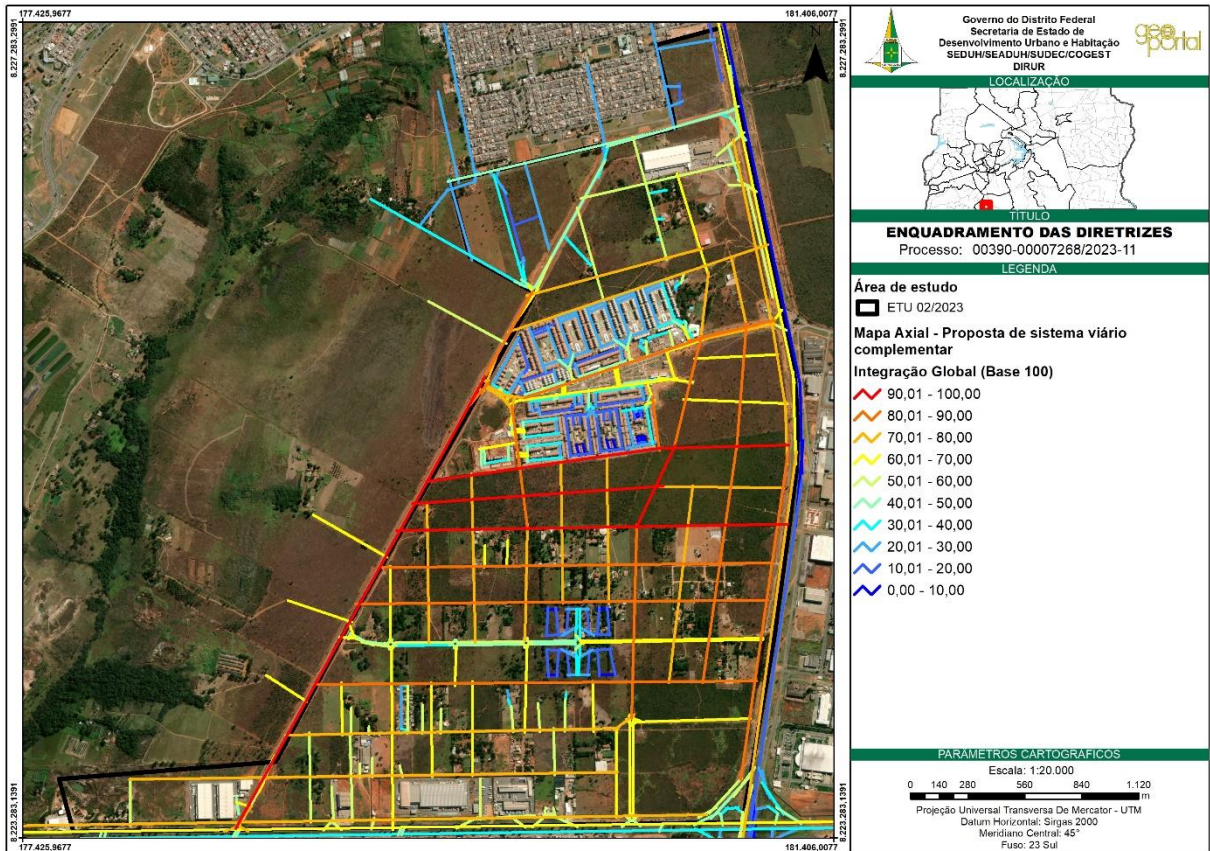 177.425,9677
181.406,0077
8.227.283,2991
8.227.283,2991
N
8.223.283,1391
8.223.283,1391
177.425,9677
181.406,0077
Governo do Distrito Federal
Secretaria de Estado de
Desenvolvimento Urbano e Habitação
SEDUH/SEADUH/SUDEC/COGEST
DIRUR
geo
portal
LOCALIZAÇÃO
TÍTULO
ENQUADRAMENTO DAS DIRETRIZES
Processo: 00390-00007268/2023-11
LEGENDA
Área de estudo
ETU 02/2023
Mapa Axial - Proposta de sistema viário
complementar
Integração Global (Base 100)
90,01 - 100,00
80,01 - 90,00
70,01 - 80,00
60,01 - 70,00
50,01 - 60,00
40,01 - 50,00
30,01 - 40,00
20,01 - 30,00
10,01 - 20,00
0,00 - 10,00
PARÂMETROS CARTOGRÁFICOS
Escala: 1:20.000
0 140 280 560 840 1.120
m
Projeção Universal Transversa De Mercator - UTM
Datum Horizontal: Sirgas 2000
Meridiano Central: 45°
Fuso: 23 Sul